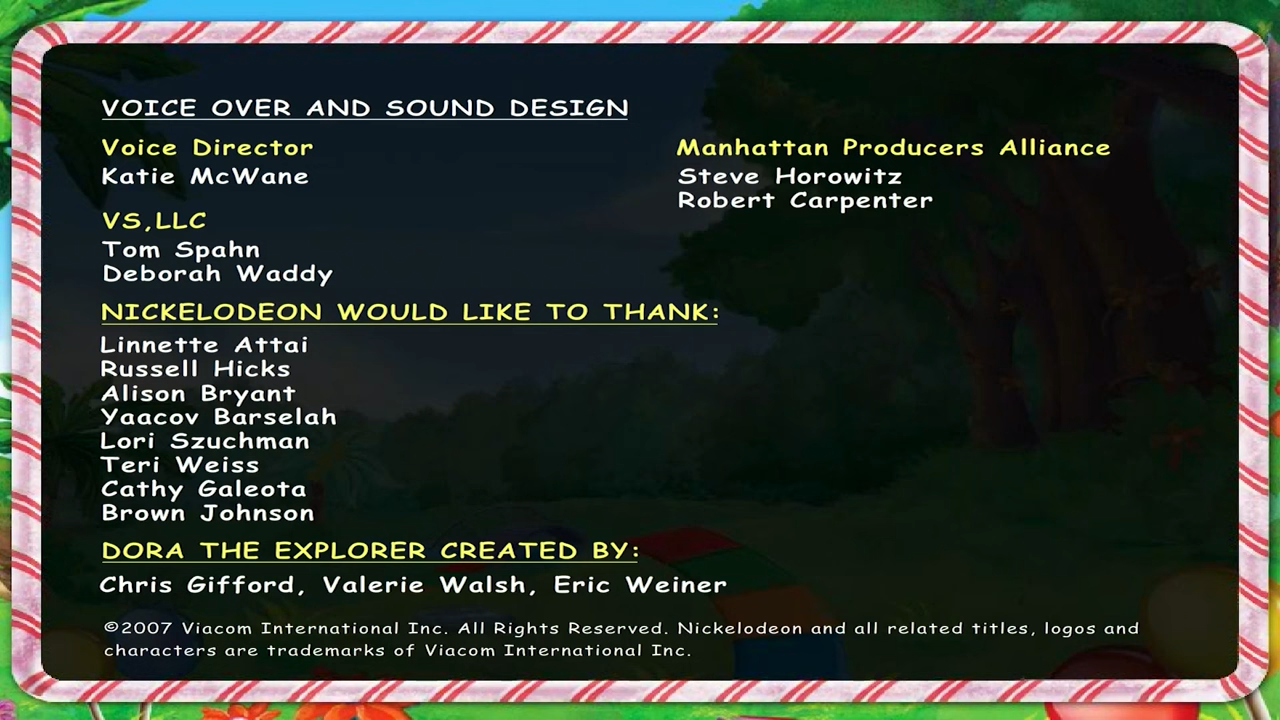 VOICE OVER AND SOUND DESIGN
Voice Director
Katie McWane
VS,LLC
Tom Spahn
Deborah Waddy
Manhattan Producers Alliance
Steve Horowitz
Robert Carpenter
NICKELODEON WOULD LIKE TO THANK:
Linnette Attai
Russell Hicks
Alison Bryant
Yaacov Barselah
Lori Szuchman
Teri Weiss
Cathy Galeota
Brown Johnson
DORA THE EXPLORER CREATED BY:
Chris Gifford, Valerie Walsh, Eric Weiner
©2007 Viacom International Inc. All Rights Reserved. Nickelodeon and all related titles, logos and
characters are trademarks of Viacom International Inc.